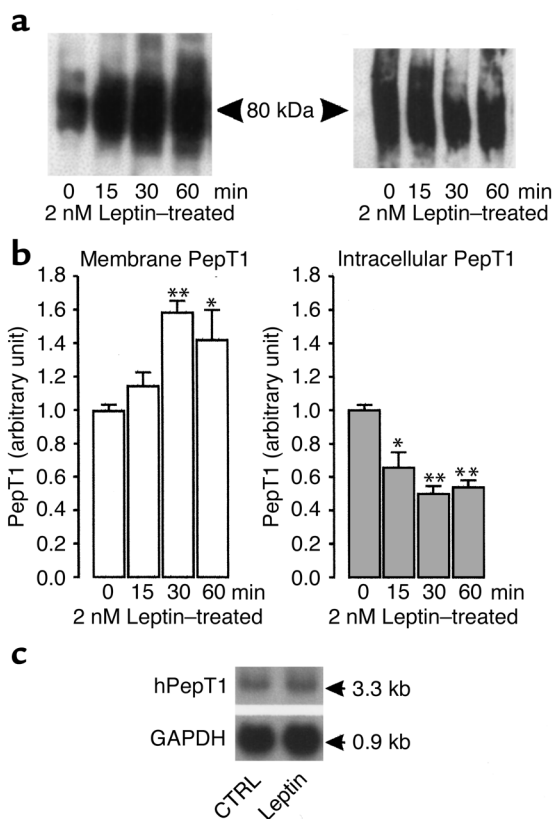 a
80 kDa
0 15 30 60 min
2 nM Leptin–treated
0 15 30 60 min
2 nM Leptin–treated
b
Membrane PepT1
PepT1 (arbitrary unit)
1.8
1.6
1.4
1.2
1.0
0.8
0.6
0.4
0.2
0.0
** *
0 15 30 60 min
2 nM Leptin–treated
Intracellular PepT1
PepT1 (arbitrary unit)
1.8
1.6
1.4
1.2
1.0
0.8
0.6
0.4
0.2
0.0
* ** **
0 15 30 60 min
2 nM Leptin–treated
c
hPepT1 3.3 kb
GAPDH 0.9 kb
CTRL Leptin